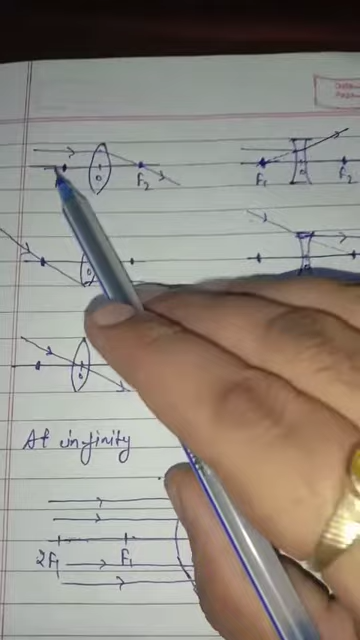 O F2 F1 O F2
O
O
At infinity
2F1 F1